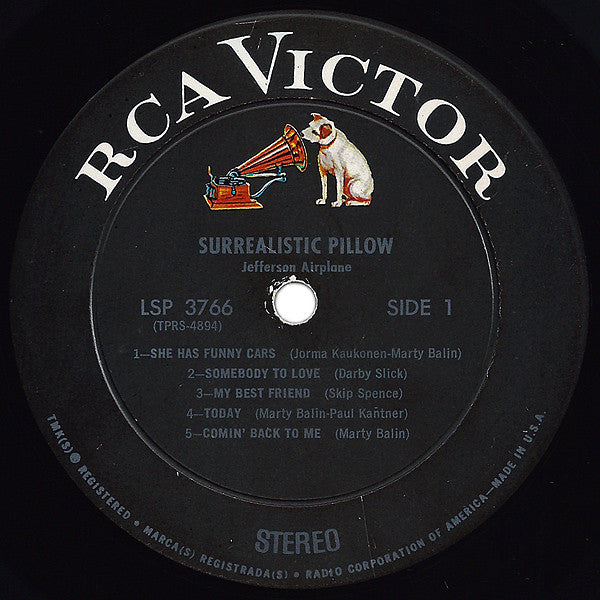 RCA VICTOR
SURREALISTIC PILLOW
Jefferson Airplane
LSP 3766
(TPRS-4894)
SIDE 1
1—SHE HAS FUNNY CARS (Jorma Kaukonen-Marty Balin)
2—SOMEBODY TO LOVE (Darby Slick)
3—MY BEST FRIEND (Skip Spence)
4—TODAY (Marty Balin-Paul Kantner)
5—COMIN' BACK TO ME (Marty Balin)
STEREO
TMK(S) ® REGISTERED • MARCA(S) REGISTRADA(S) • RADIO CORPORATION OF AMERICA—MADE IN U.S.A.